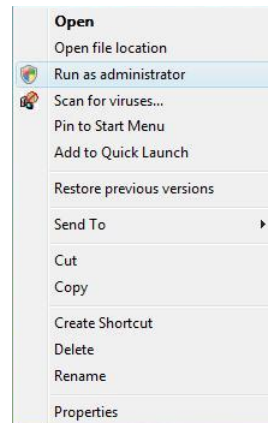 Open
Open file location
Run as administrator
Scan for viruses...
Pin to Start Menu
Add to Quick Launch
Restore previous versions
Send To
Cut
Copy
Create Shortcut
Delete
Rename
Properties